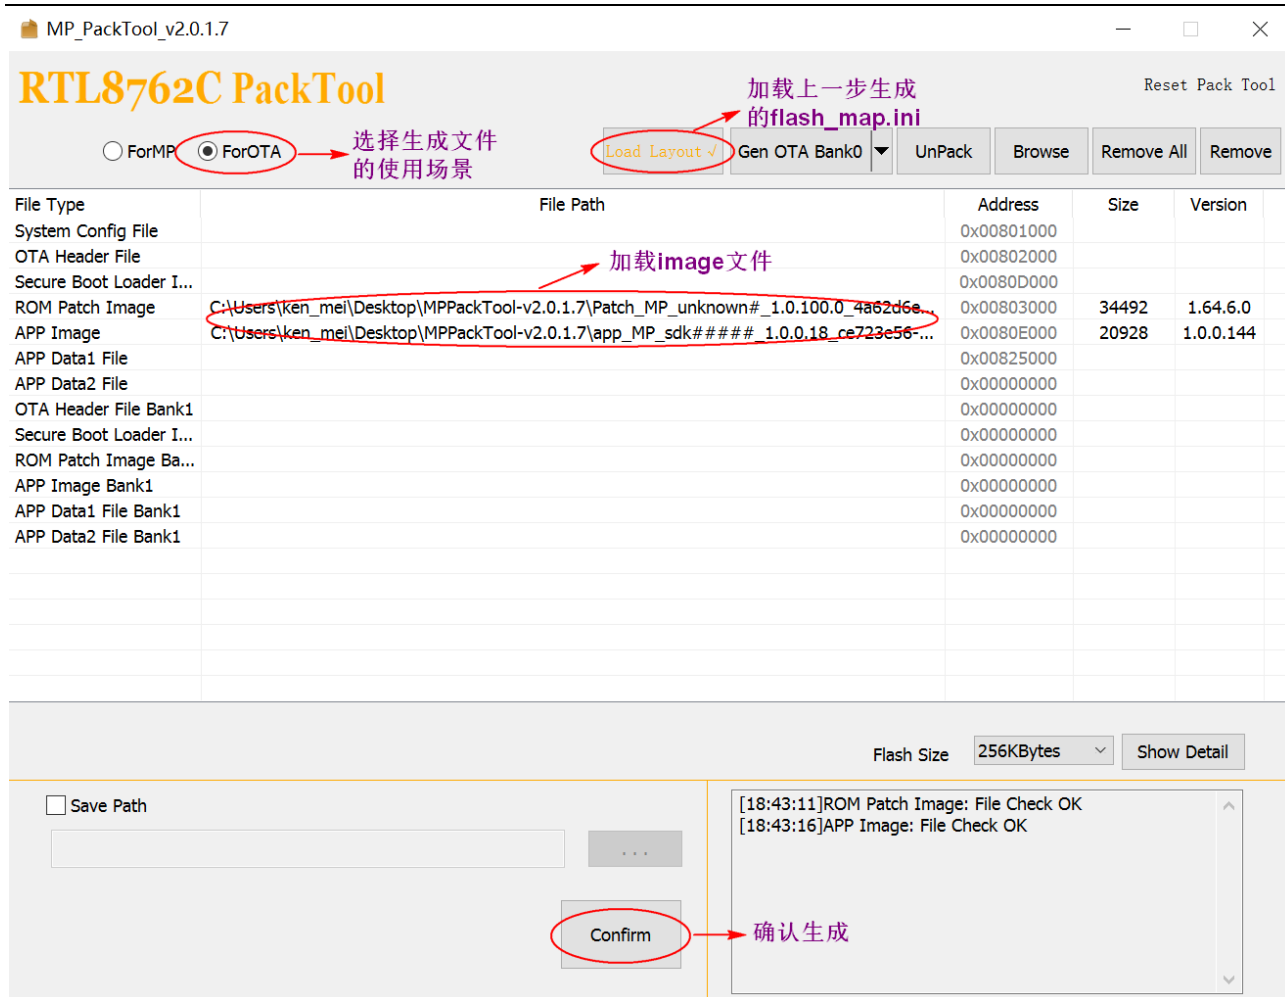 MP_PackTool_v2.0.1.7
RTL8762C PackTool
加载上一步生成
的flash_map.ini
Reset Pack Tool
ForMP
ForOTA
选择生成文件
的使用场景
Load Layout √
Gen OTA Bank0
UnPack
Browse
Remove All
Remove
File Type File Path Address Size Version
System Config File 0x00801000
OTA Header File 0x00802000
加载image文件
Secure Boot Loader I... 0x0080D000
ROM Patch Image C:\Users\ken_mei\Desktop\MPPackTool-v2.0.1.7\Patch_MP_unknown#_1.0.100.0_4a62d6e... 0x00803000 34492 1.64.6.0
APP Image C:\Users\ken_mei\Desktop\MPPackTool-v2.0.1.7\app_MP_sdk#####_1.0.0.18_ce723e56-... 0x0080E000 20928 1.0.0.144
APP Data1 File 0x00825000
APP Data2 File 0x00000000
OTA Header File Bank1 0x00000000
Secure Boot Loader I... 0x00000000
ROM Patch Image Ba... 0x00000000
APP Image Bank1 0x00000000
APP Data1 File Bank1 0x00000000
APP Data2 File Bank1 0x00000000
Flash Size 256KBytes Show Detail
Save Path
...
Confirm
确认生成
[18:43:11]ROM Patch Image: File Check OK
[18:43:16]APP Image: File Check OK